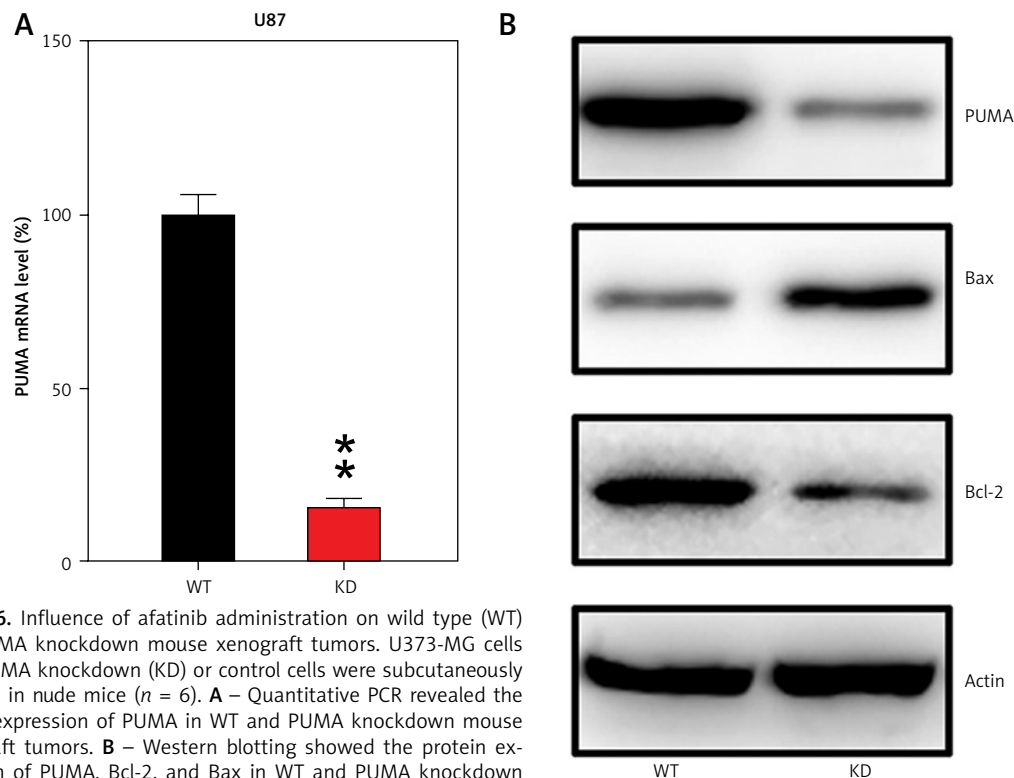 A
U87
150
100
50
0
PUMA mRNA level (%)
*
*
WT KD
B
PUMA
Bax
Bcl-2
Actin
WT KD
6. Influence of afatinib administration on wild type (WT)
MA knockdown mouse xenograft tumors. U373-MG cells
MA knockdown (KD) or control cells were subcutaneously
in nude mice (n = 6). A – Quantitative PCR revealed the
expression of PUMA in WT and PUMA knockdown mouse
ft tumors. B – Western blotting showed the protein ex-
n of PUMA, Bcl-2, and Bax in WT and PUMA knockdown